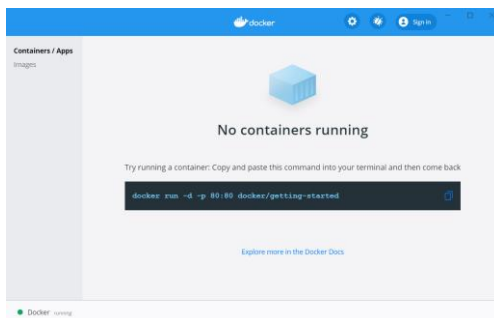 docker
Sign in
Containers / Apps
Images
No containers running
Try running a container: Copy and paste this command into your terminal and then come back
docker run -d -p 80:80 docker/getting-started
Explore more in the Docker Docs
Docker running